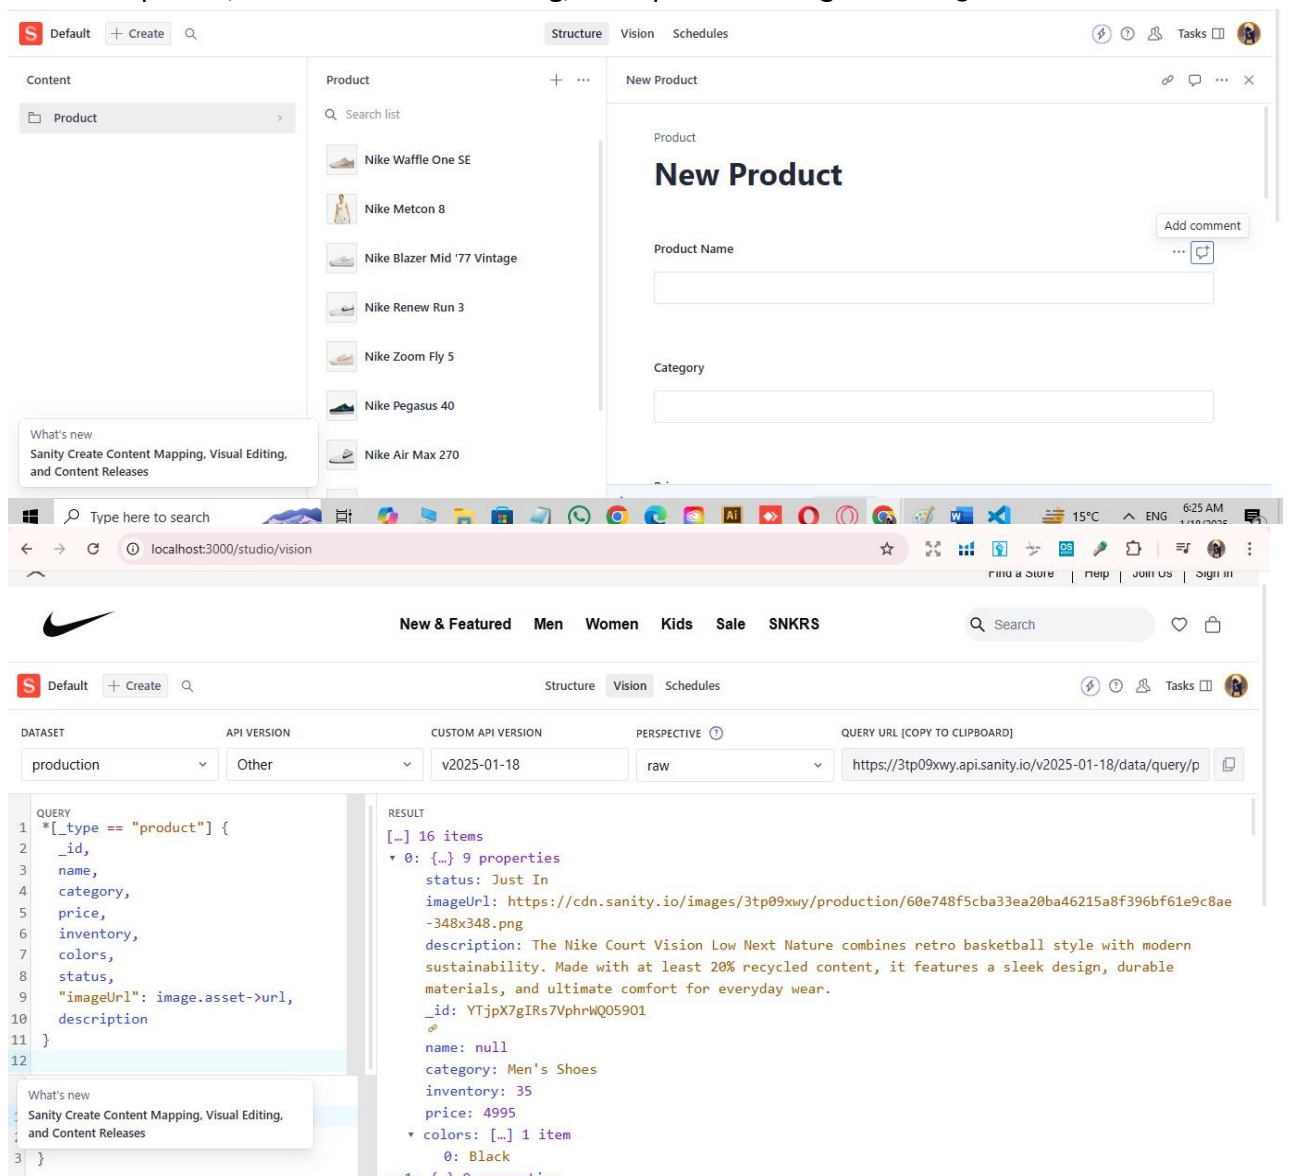 Default + Create
Structure Vision Schedules
Tasks
Content
Product
Product
Search list
Nike Waffle One SE
Nike Metcon 8
Nike Blazer Mid '77 Vintage
Nike Renew Run 3
Nike Zoom Fly 5
Nike Pegasus 40
Nike Air Max 270
New Product
Product
New Product
Add comment
Product Name
Category
What's new
Sanity Create Content Mapping, Visual Editing,
and Content Releases
Type here to search
Ai
15°C
ENG
6:25 AM
1/18/2025
localhost:3000/studio/vision
OS
Find a Store | Help | Join Us | Sign In
New & Featured Men Women Kids Sale SNKRS
Search
S Default + Create
Structure Vision Schedules
Tasks
DATASET
production
API VERSION
Other
CUSTOM API VERSION
v2025-01-18
PERSPECTIVE
raw
QUERY URL [COPY TO CLIPBOARD]
https://3tp09xwy.api.sanity.io/v2025-01-18/data/query/p
QUERY
1 *[_type == "product"] {
2 _id,
3 name,
4 category,
5 price,
6 inventory,
7 colors,
8 status,
9 "imageUrl": image.asset->url,
10 description
11 }
12
What's new
Sanity Create Content Mapping, Visual Editing,
and Content Releases
3 }
RESULT
[…] 16 items
0: {…} 9 properties
status: Just In
imageUrl: https://cdn.sanity.io/images/3tp09xwy/production/60e748f5cba33ea20ba46215a8f396bf61e9c8ae
-348x348.png
description: The Nike Court Vision Low Next Nature combines retro basketball style with modern
sustainability. Made with at least 20% recycled content, it features a sleek design, durable
materials, and ultimate comfort for everyday wear.
_id: YTjpX7gIRs7VphrWQO59O1
name: null
category: Men's Shoes
inventory: 35
price: 4995
colors: […] 1 item
0: Black